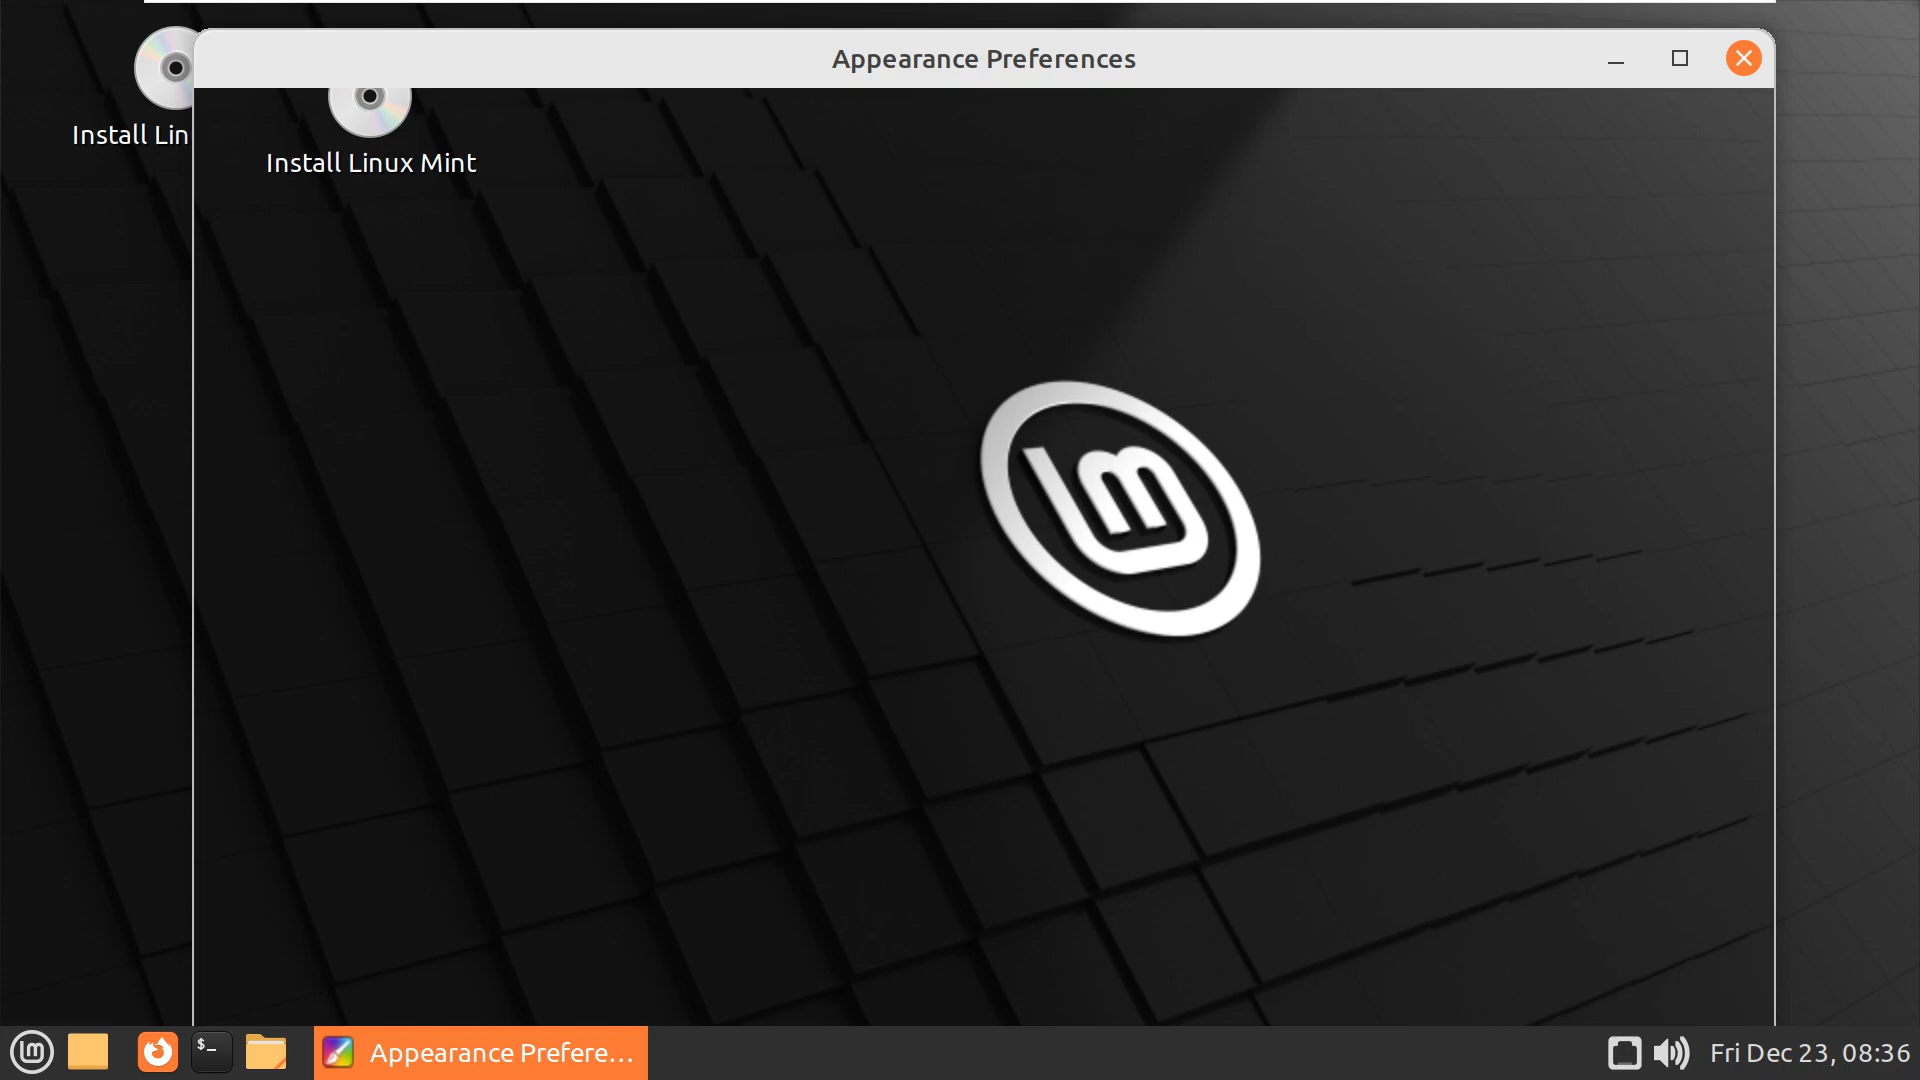 Appearance Preferences
Install Lin
Install Linux Mint
$_
Appearance Prefere...
Fri Dec 23, 08:36